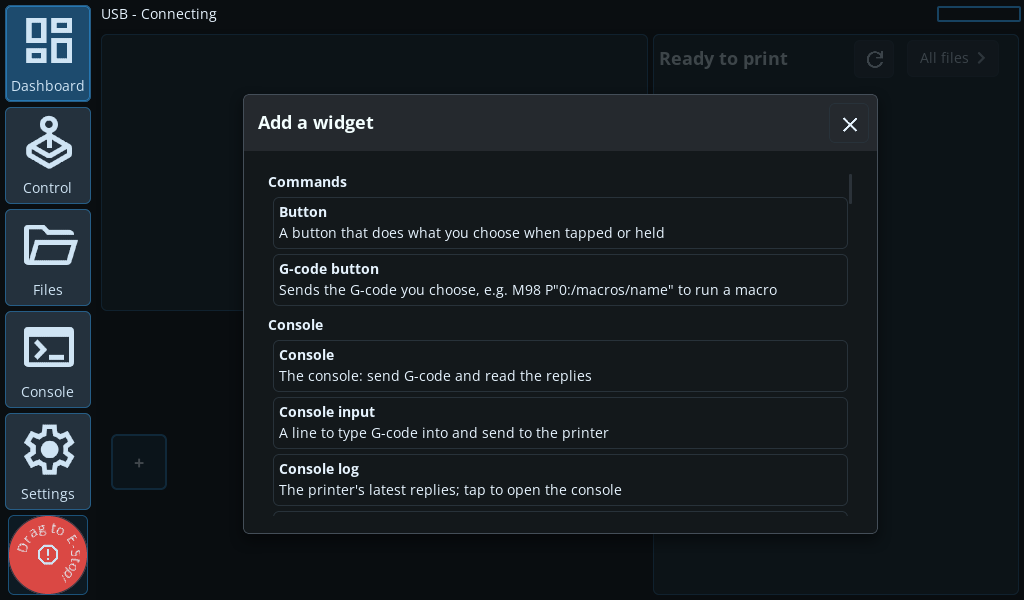 USB - Connecting
Dashboard
Control
Files
Console
Settings
Drag to E-Stop!
Ready to print
All files
Add a widget
Commands
Button
A button that does what you choose when tapped or held
G-code button
Sends the G-code you choose, e.g. M98 P"0:/macros/name" to run a macro
Console
Console
The console: send G-code and read the replies
Console input
A line to type G-code into and send to the printer
Console log
The printer's latest replies; tap to open the console
+